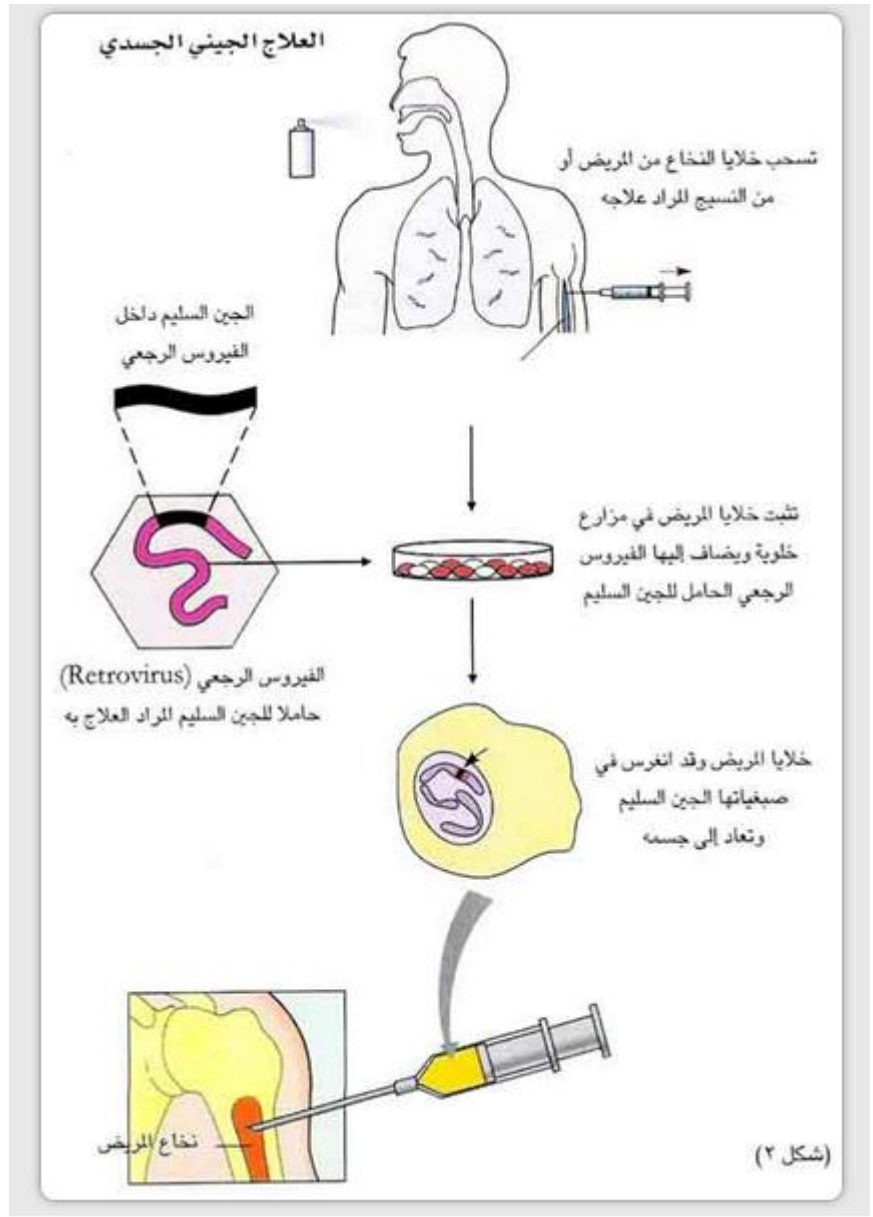 العلاج الجيني الجسدي
تسحب خلايا النخاع من المريض أو
من النسيج المراد علاجه
الجين السليم داخل
الفيروس الرجعي
تثبت خلايا المريض في مزارع
خلوية ويضاف إليها الفيروس
الرجعي الحامل للجين السليم
الفيروس الرجعي (Retrovirus)
حاملا للجين السليم المراد العلاج به
خلايا المريض وقد انغرس في
صبغياتها الجين السليم
وتعاد إلى جسمه
نخاع المريض
(شكل ٢)